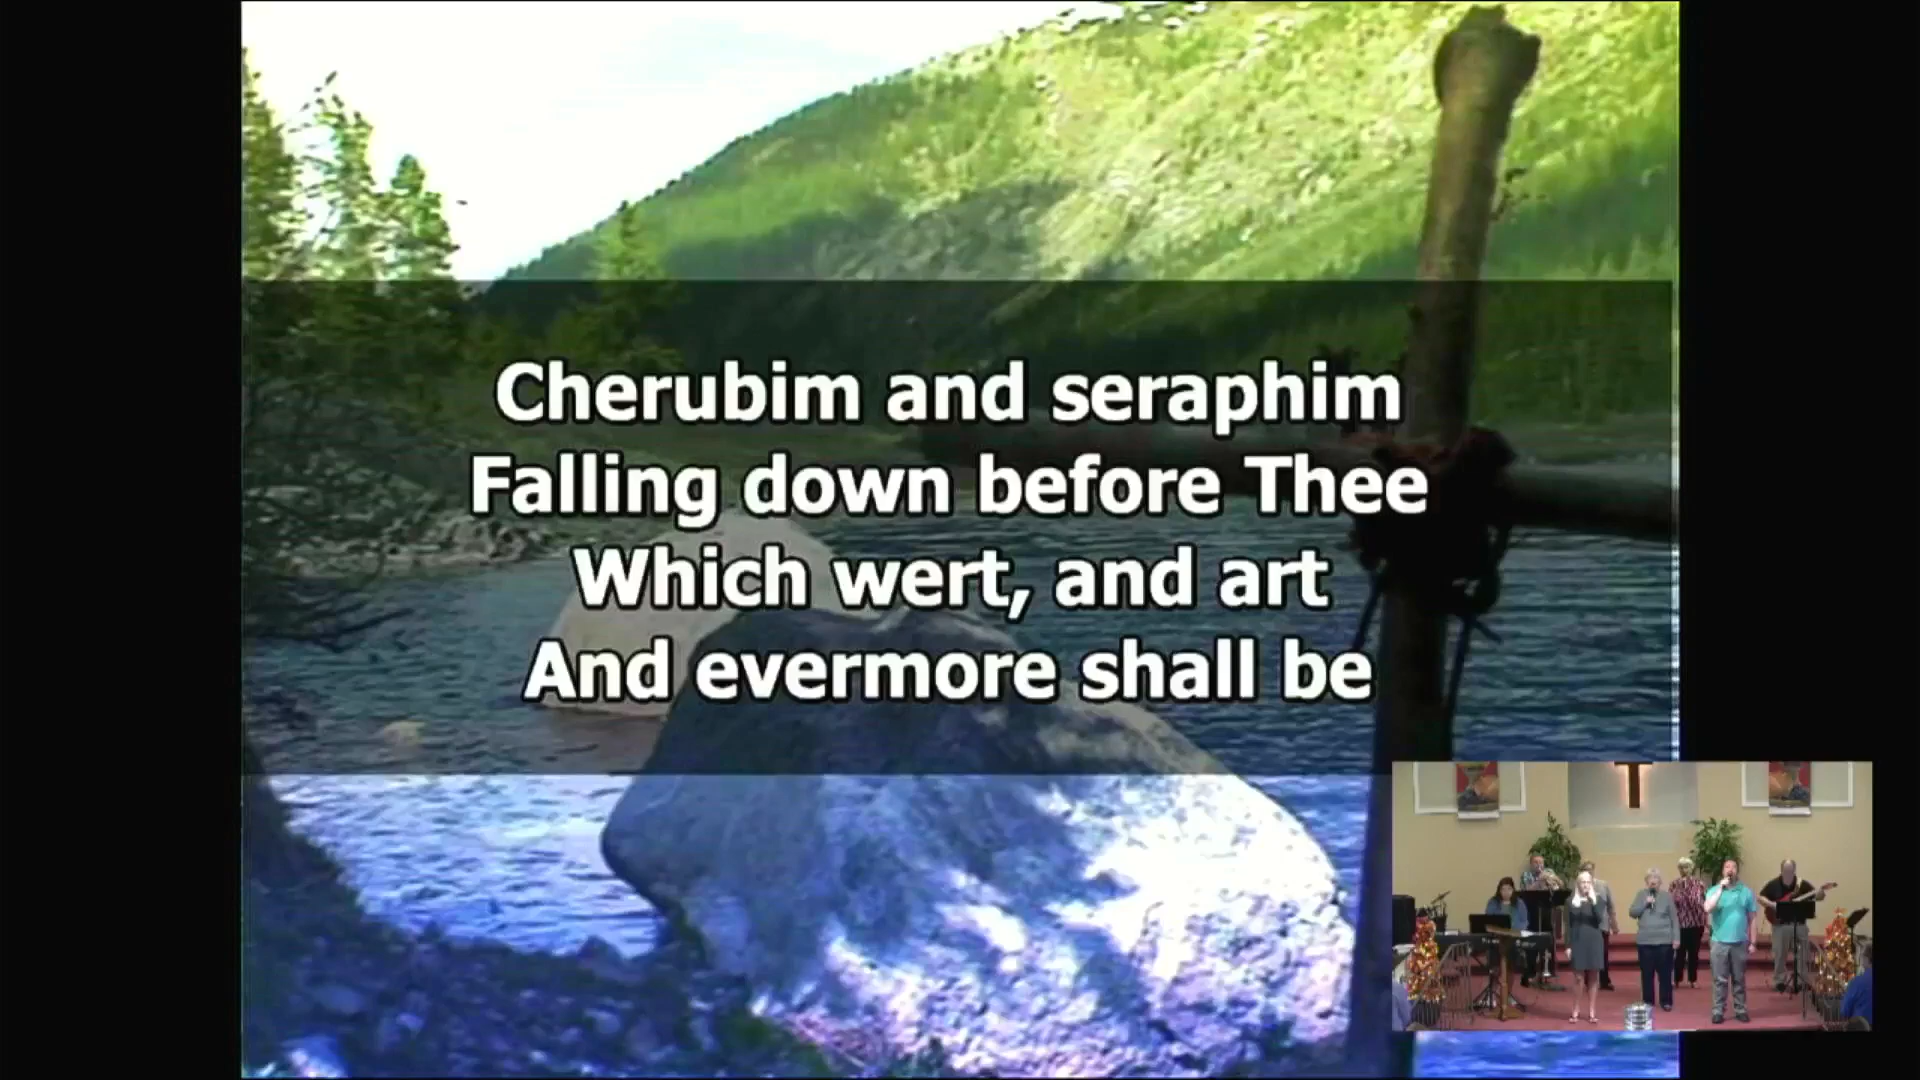 Cherubim and seraphim
Falling down before Thee
Which wert, and art
And evermore shall be